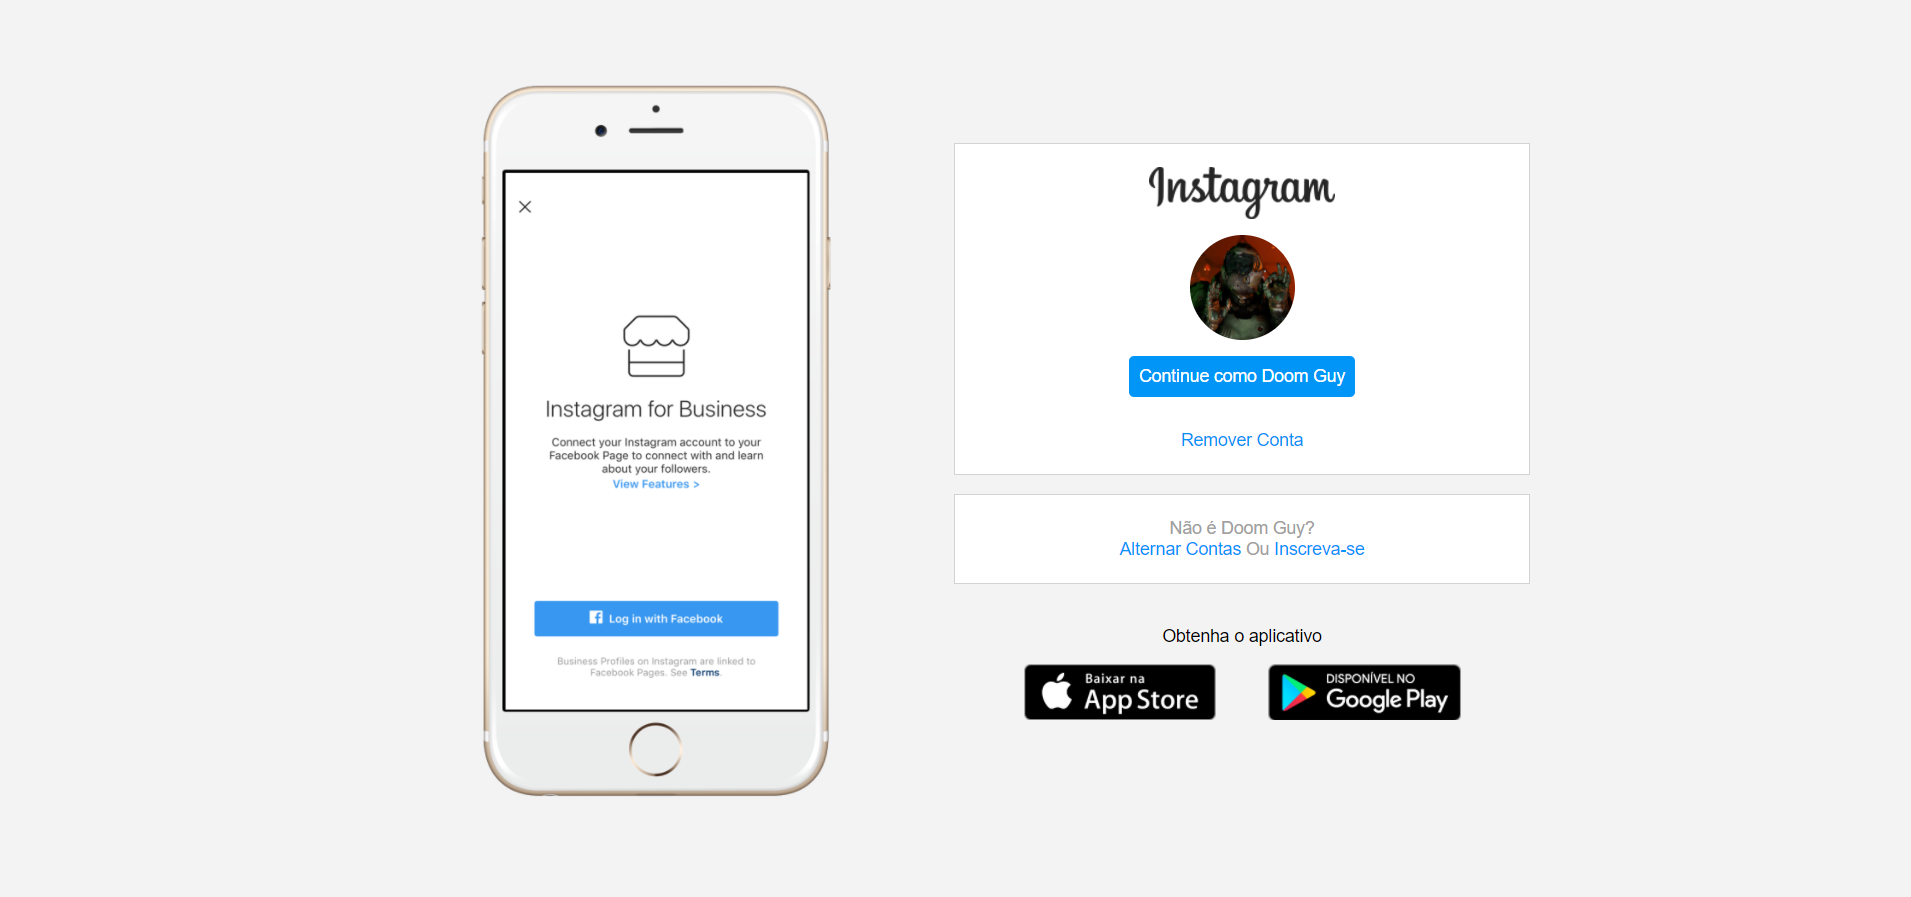 Instagram for Business
Connect your Instagram account to your
Facebook Page to connect with and learn
about your followers.
View Features >
Log in with Facebook
Business Profiles on Instagram are linked to
Facebook Pages. See Terms.
Instagram
Continue como Doom Guy
Remover Conta
Não é Doom Guy?
Alternar Contas Ou Inscreva-se
Obtenha o aplicativo
Baixar na
App Store
DISPONÍVEL NO
Google Play